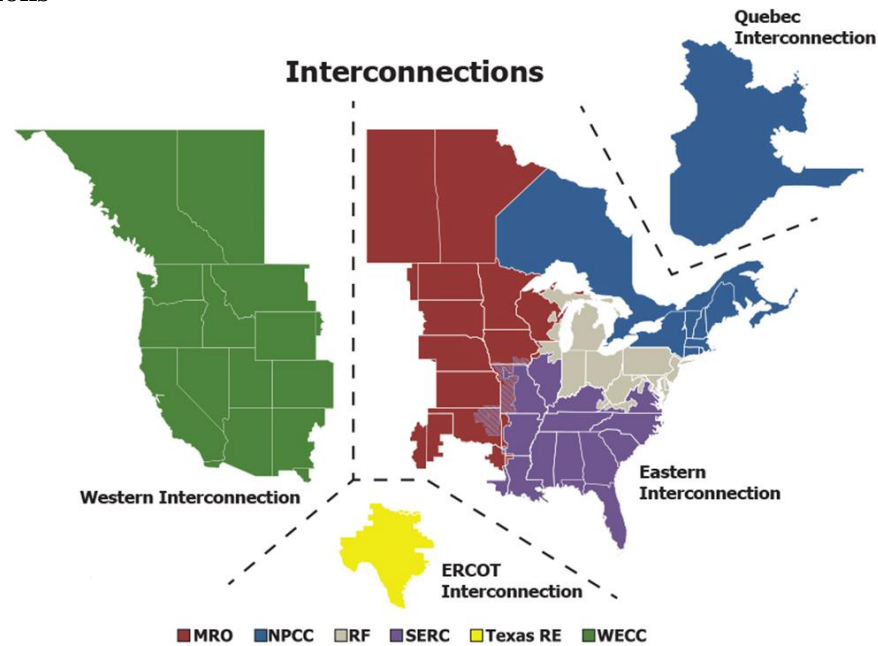 Quebec
Interconnection
Interconnections
Western Interconnection
Eastern
Interconnection
ERCOT
Interconnection
MRO NPCC RF SERC Texas RE WECC